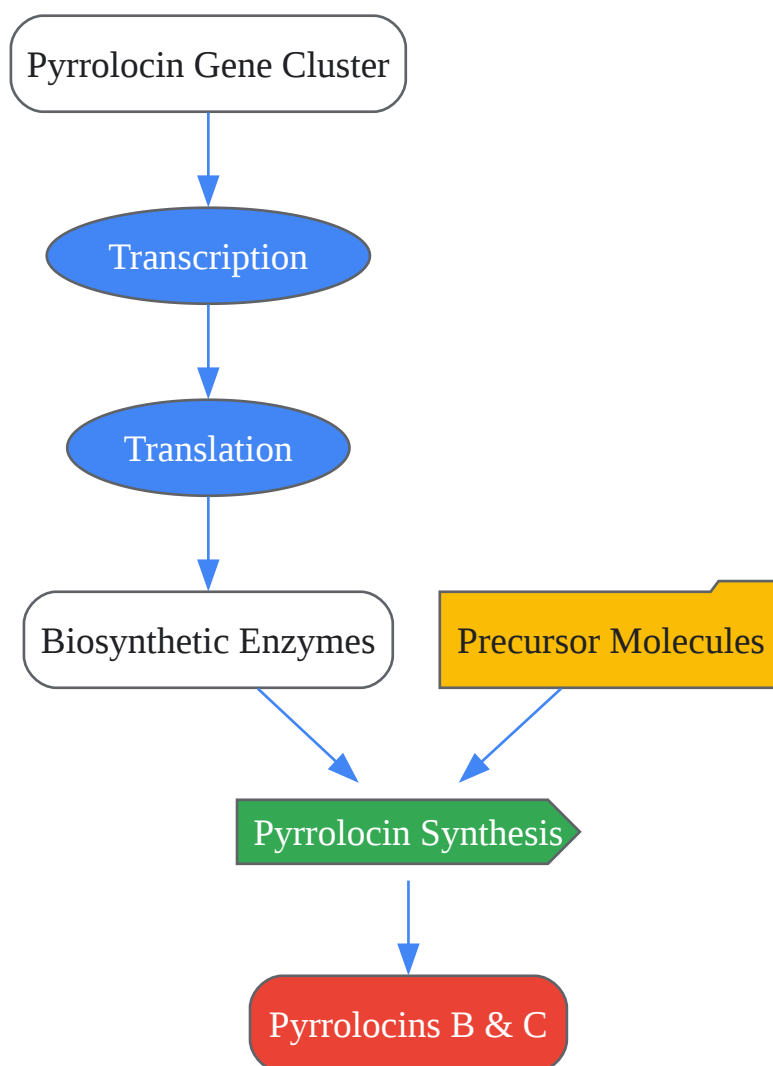 Pyrrolocin Gene Cluster
Transcription
Translation
Biosynthetic Enzymes
Precursor Molecules
Pyrrolocin Synthesis
Pyrrolocins B & C